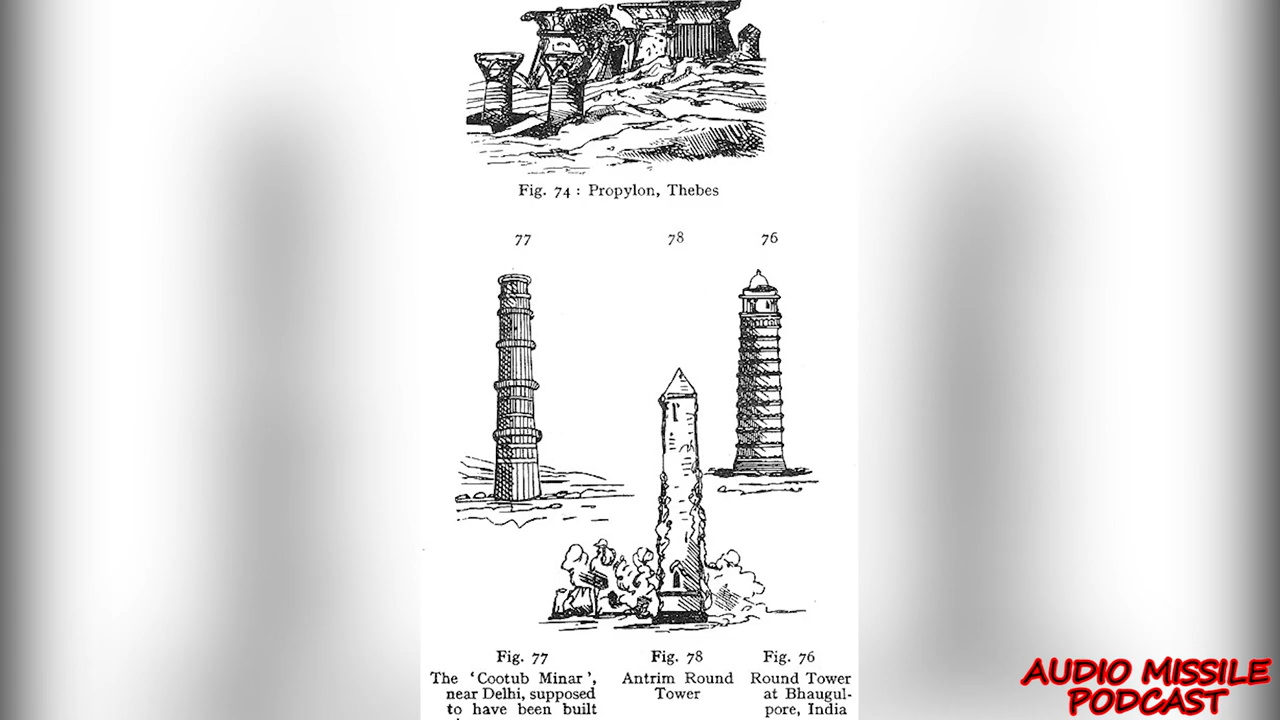 Fig. 74 : Propylon, Thebes
77
78
76
Fig. 77
The 'Cootub Minar',
near Delhi, supposed
to have been built
Fig. 78
Antrim Round
Tower
Fig. 76
Round Tower
at Bhaugul-
pore, India
AUDIO MISSILE
PODCAST